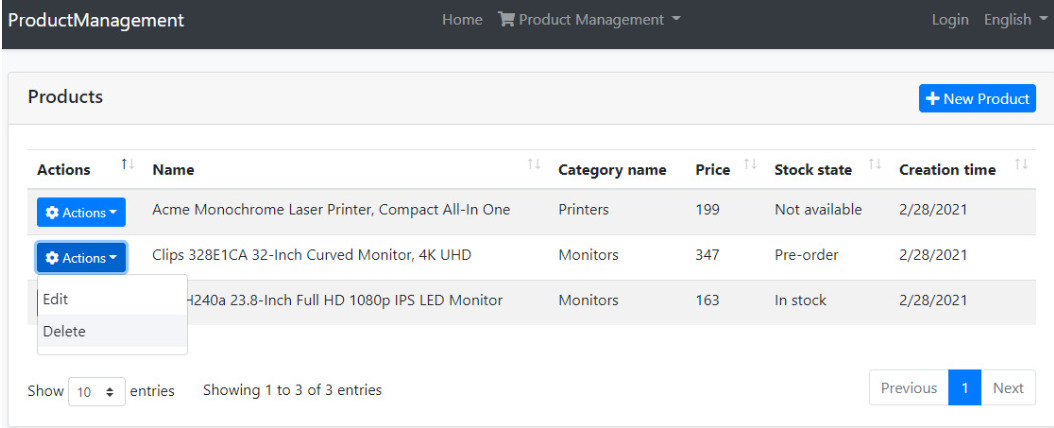 ProductManagement Home Product Management Login English
Products New Product
Actions Name Category name Price Stock state Creation time
Actions Acme Monochrome Laser Printer, Compact All-In One Printers 199 Not available 2/28/2021
Actions Clips 328E1CA 32-Inch Curved Monitor, 4K UHD Monitors 347 Pre-order 2/28/2021
Edit H240a 23.8-Inch Full HD 1080p IPS LED Monitor Monitors 163 In stock 2/28/2021
Delete
Show 10 entries Showing 1 to 3 of 3 entries Previous 1 Next